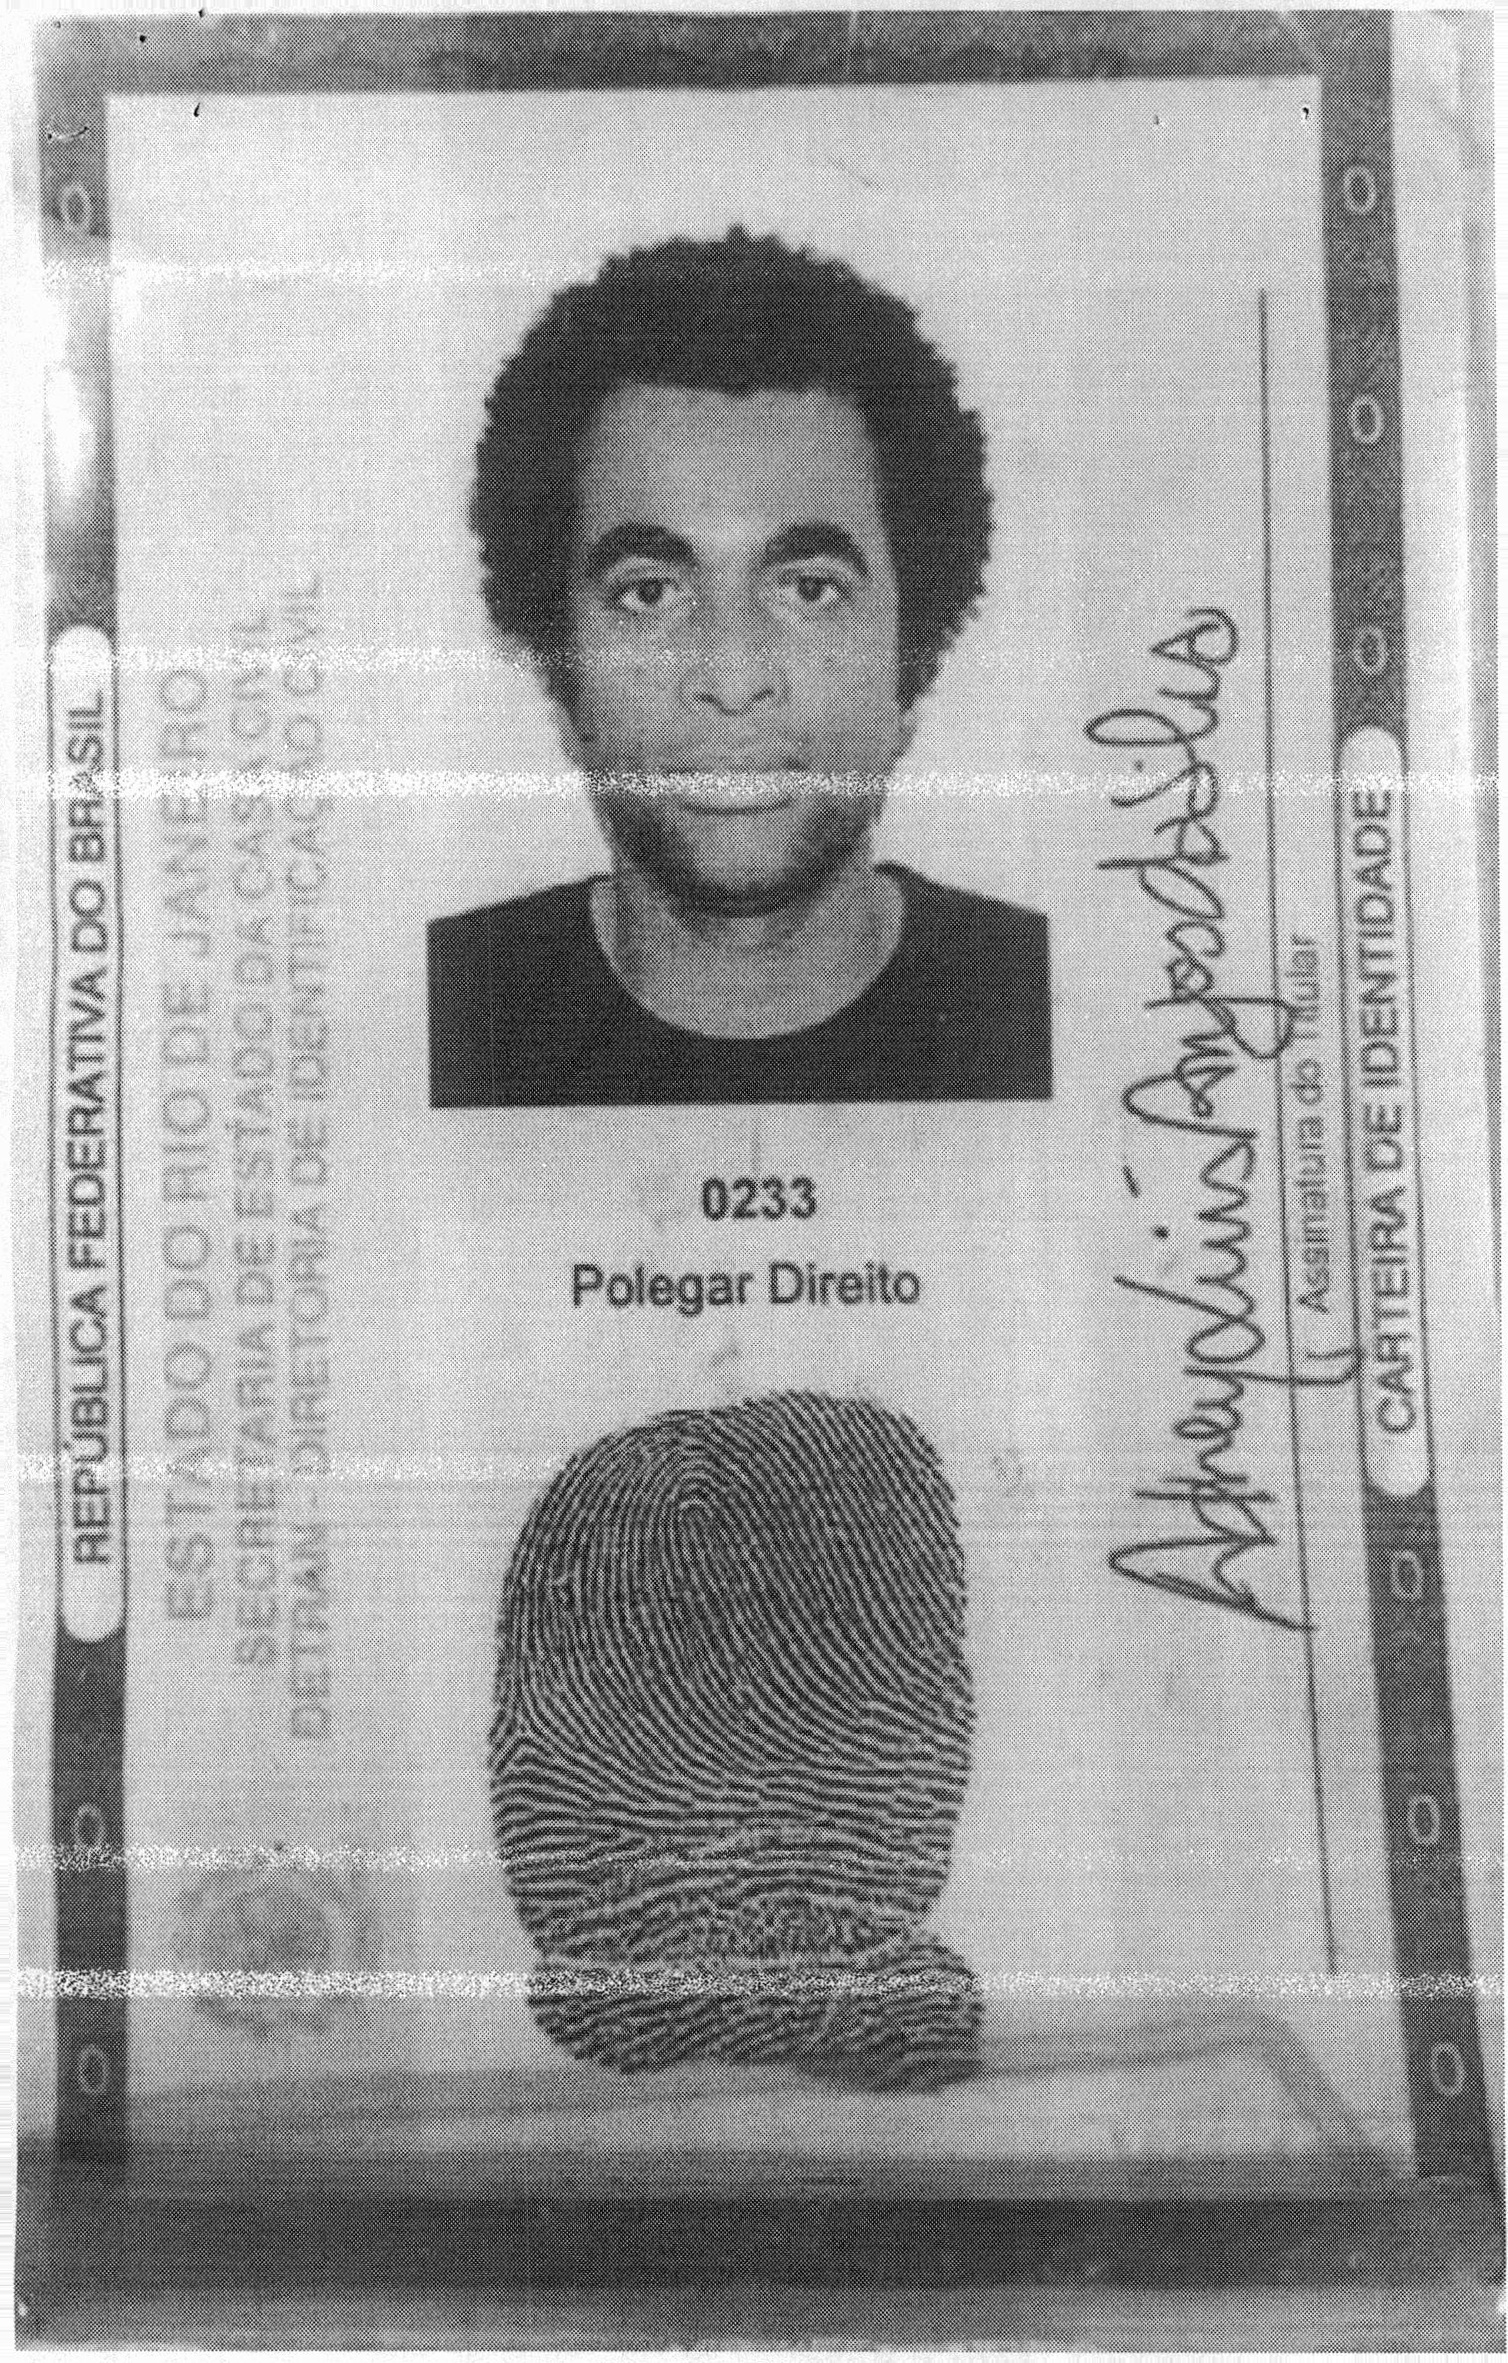 REPÚBLICA FEDERATIVA DO BRASIL
ESTADO DO RIO DE JANEIRO
SECRETARIA DE ESTADO DA CASA CIVIL
DETRAN-DIRETORIA DE IDENTIFICAÇÃO CIVIL
0233
Polegar Direito
Assinatura do Titular
CARTEIRA DE IDENTIDADE